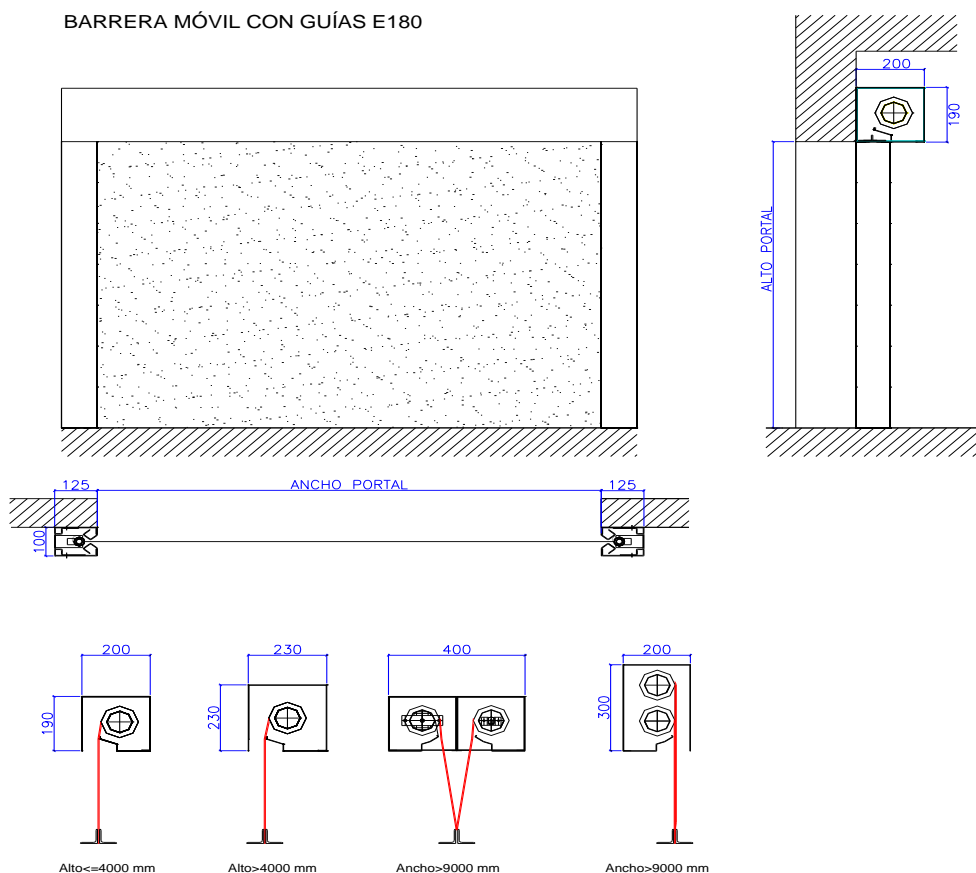 BARRERA MÓVIL CON GUÍAS E180
200
190
ALTO PORTAL
125
ANCHO PORTAL
125
100
200
190
230
230
400
200
300
Alto<=4000 mm
Alto>4000 mm
Ancho>9000 mm
Ancho>9000 mm